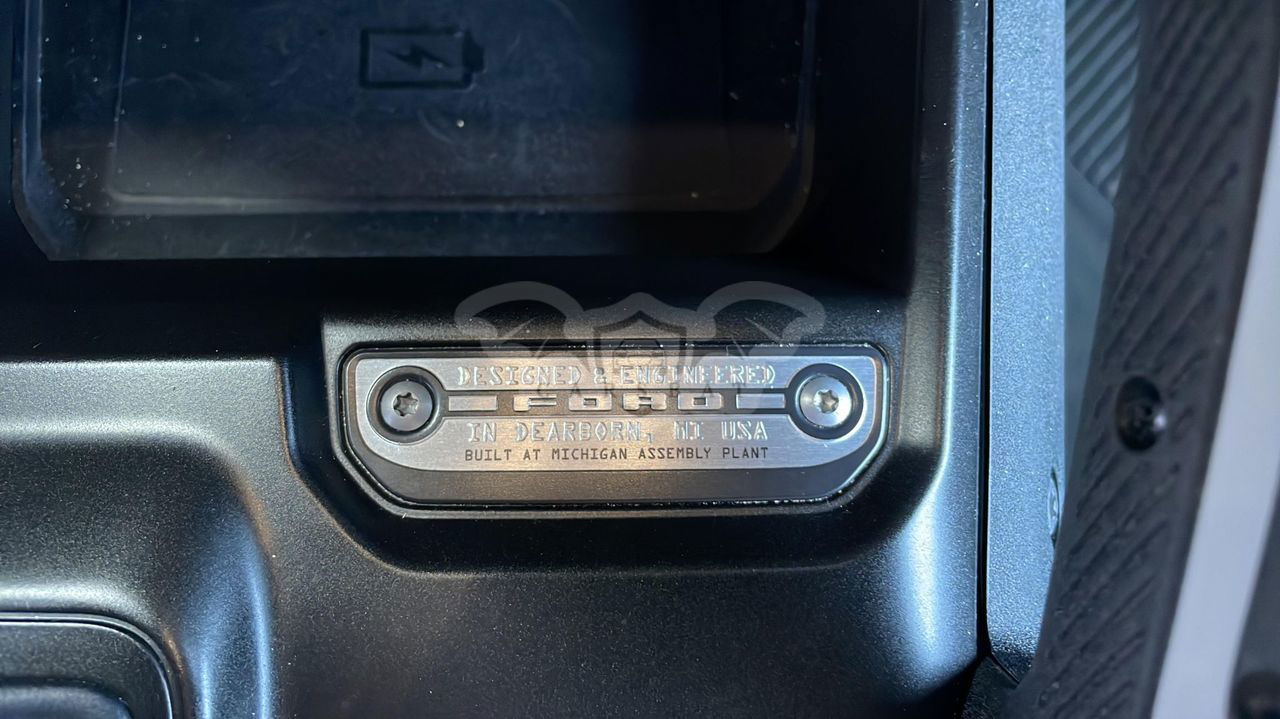 DESIGNED & ENGINEERED
FORD
IN DEARBORN, MI USA
BUILT AT MICHIGAN ASSEMBLY PLANT